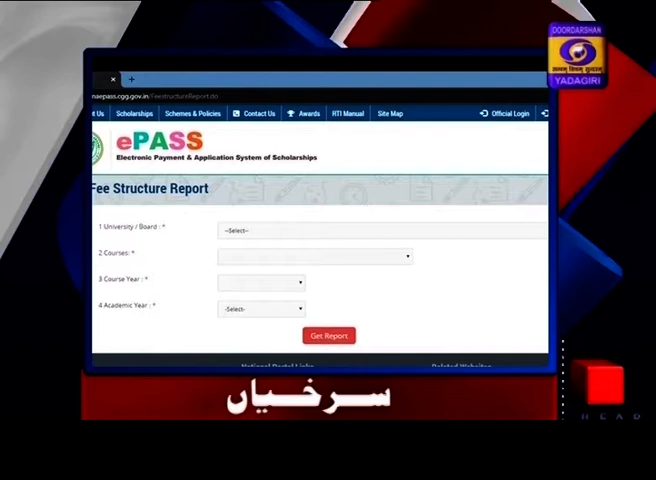 DOORDARSHAN
YADAGIRI
naepass.cgg.gov.in/FeestructureReport.do
t Us Scholarships Schemes & Policies Contact Us Awards RTI Manual Site Map Official Login
ePASS
Electronic Payment & Application System of Scholarships
Fee Structure Report
1 University / Board : * --Select--
2 Courses: *
3 Course Year : *
4 Academic Year : * -Select-
Get Report
سرخیاں
HEAD